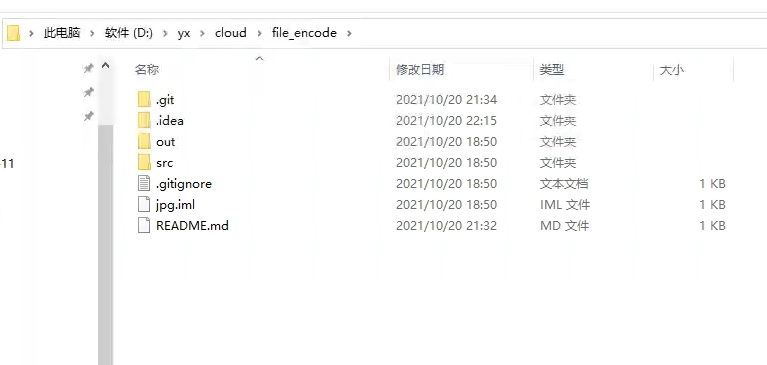 此电脑 > 软件 (D:) > yx > cloud > file_encode >
名称 修改日期 类型 大小
.git 2021/10/20 21:34 文件夹
.idea 2021/10/20 22:15 文件夹
out 2021/10/20 18:50 文件夹
src 2021/10/20 18:50 文件夹
-11
.gitignore 2021/10/20 18:50 文本文档 1 KB
jpg.iml 2021/10/20 18:50 IML 文件 1 KB
README.md 2021/10/20 21:32 MD 文件 1 KB